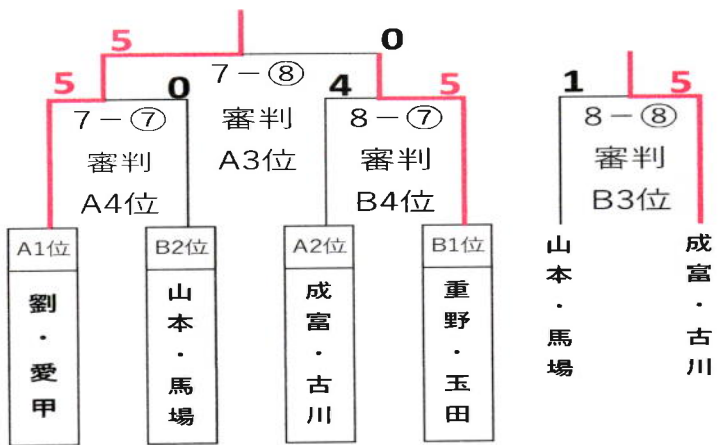 5 0
7－⑧
審判
A3位
5 0
7－⑦
審判
A4位
4 5
8－⑦
審判
B4位
1 5
8－⑧
審判
B3位
A1位
劉・愛甲
B2位
山本・馬場
A2位
成富・古川
B1位
重野・玉田
山本・馬場
成富・古川